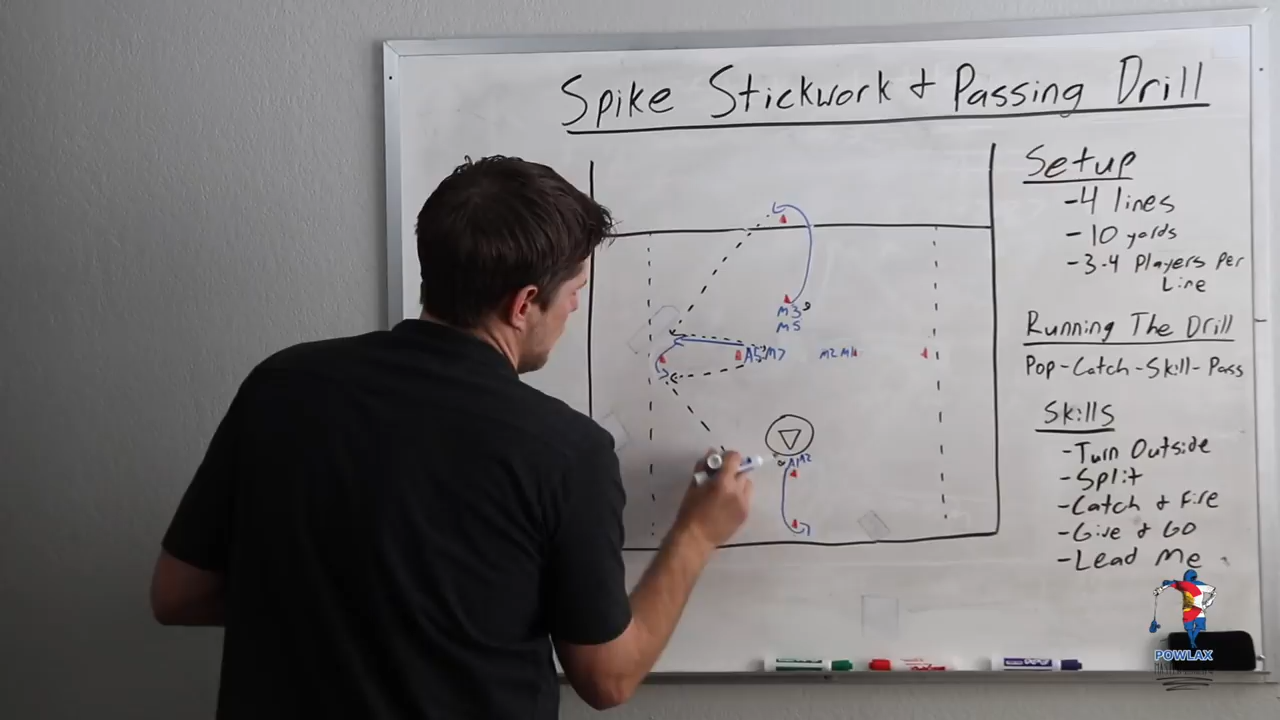 Spike Stickwork & Passing Drill
Setup
-4 lines
-10 yards
-3-4 Players Per
Line
Running The Drill
Pop-Catch-Skill-Pass
Skills
-Turn Outside
-Split
-Catch & Fire
-Give & GO
-Lead Me
M3
M5
A5 M7
M2 M4
A1 A2
POWLAX